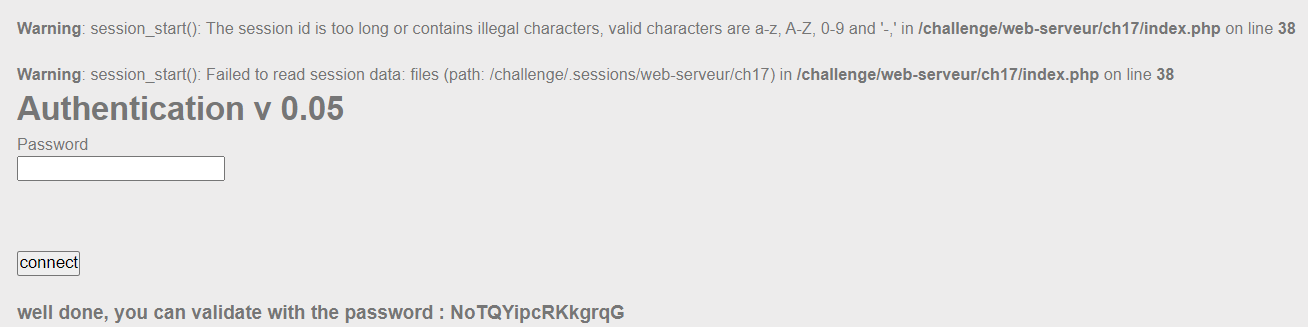 Warning: session_start(): The session id is too long or contains illegal characters, valid characters are a-z, A-Z, 0-9 and '-,' in /challenge/web-serveur/ch17/index.php on line 38
Warning: session_start(): Failed to read session data: files (path: /challenge/.sessions/web-serveur/ch17) in /challenge/web-serveur/ch17/index.php on line 38
Authentication v 0.05
Password
connect
well done, you can validate with the password : NoTQYipcRKkgrqG